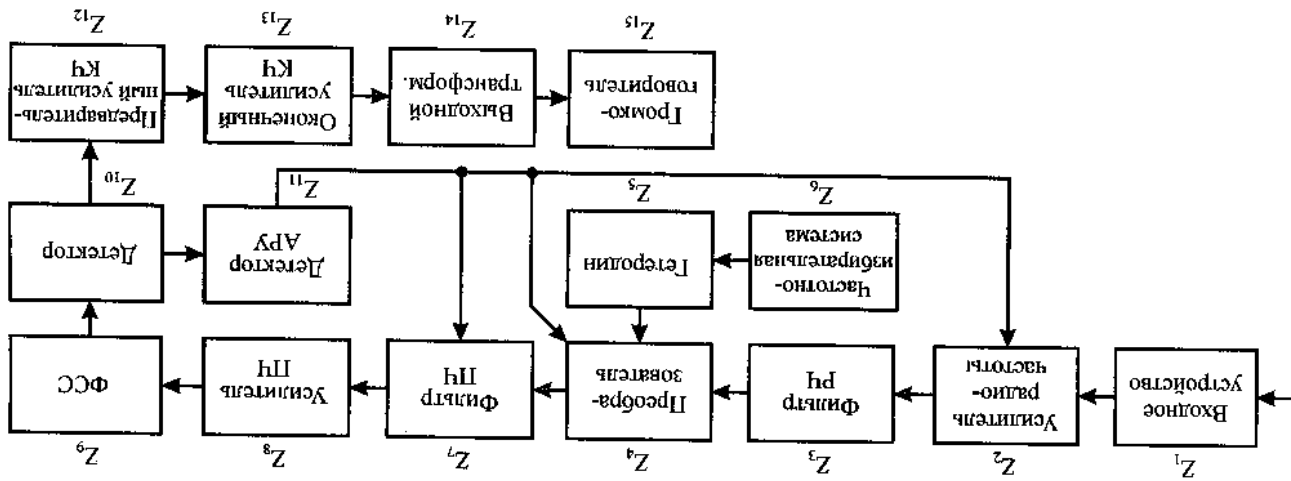 Z₁
Входное
устройство
Z₂
Усилитель
радио-
частоты
Z₃
Фильтр
РЧ
Z₄
Преобра-
зователь
Z₇
Фильтр
ПЧ
Z₈
Усилитель
ПЧ
Z₉
ФСС
Частотно-
избирательная
система
Z₆
Гетеродин
Z₅
Детектор
АРУ
Z₁₁
Детектор
Z₁₀
Громко-
говоритель
Z₁₅
Выходной
трансформ.
Z₁₄
Оконечный
усилитель
КЧ
Z₁₃
Предваритель-
ный усилитель
КЧ
Z₁₂